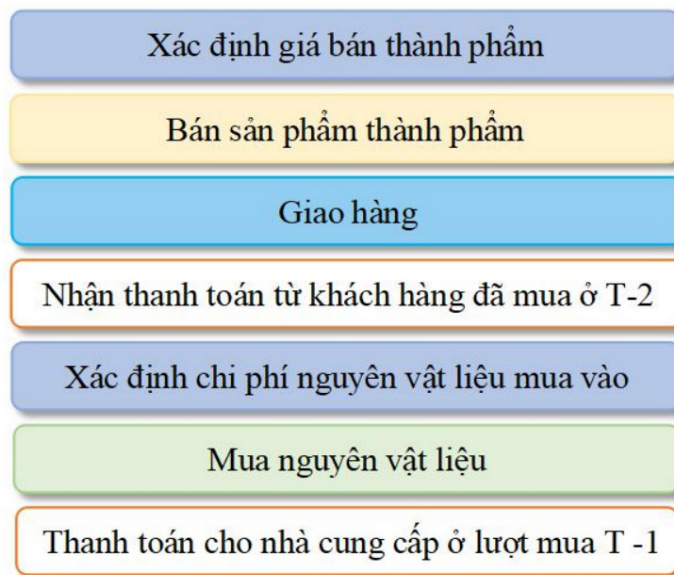 Xác định giá bán thành phẩm
Bán sản phẩm thành phẩm
Giao hàng
Nhận thanh toán từ khách hàng đã mua ở T-2
Xác định chi phí nguyên vật liệu mua vào
Mua nguyên vật liệu
Thanh toán cho nhà cung cấp ở lượt mua T -1